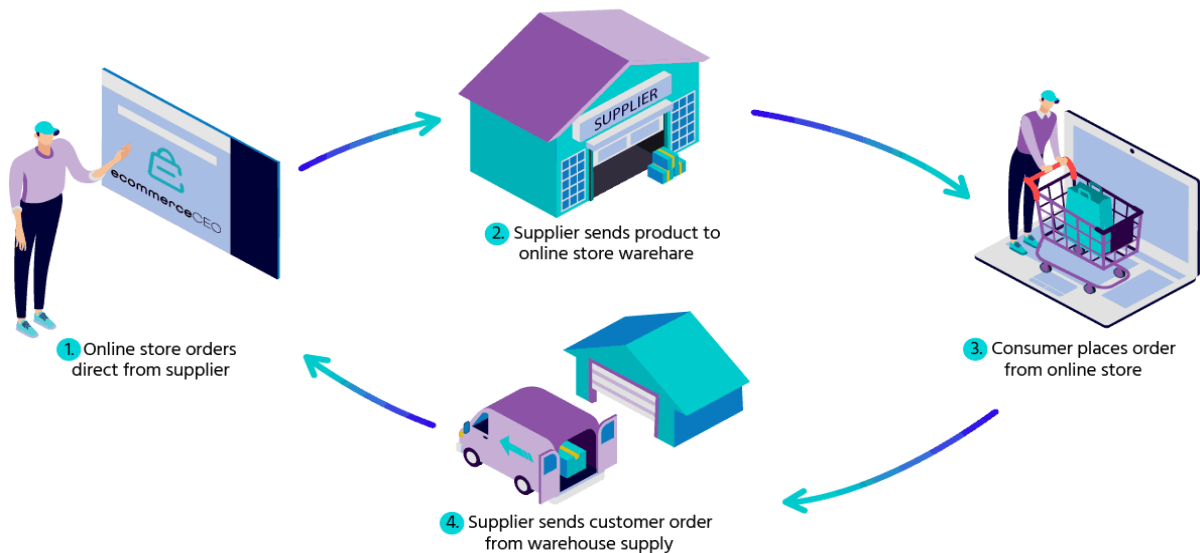 ecommerceCEO
SUPPLIER
1. Online store orders
direct from supplier
2. Supplier sends product to
online store warehare
3. Consumer places order
from online store
4. Supplier sends customer order
from warehouse supply